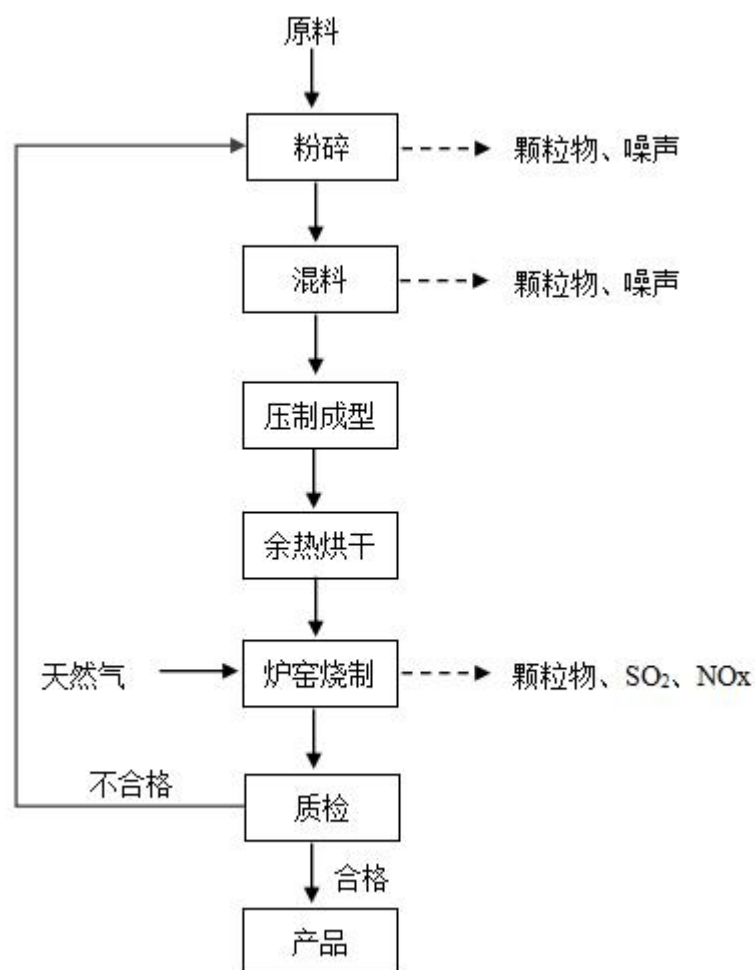 原料
粉碎
颗粒物、噪声
混料
颗粒物、噪声
压制成型
余热烘干
天然气
炉窑烧制
颗粒物、SO₂、NOx
不合格
质检
合格
产品